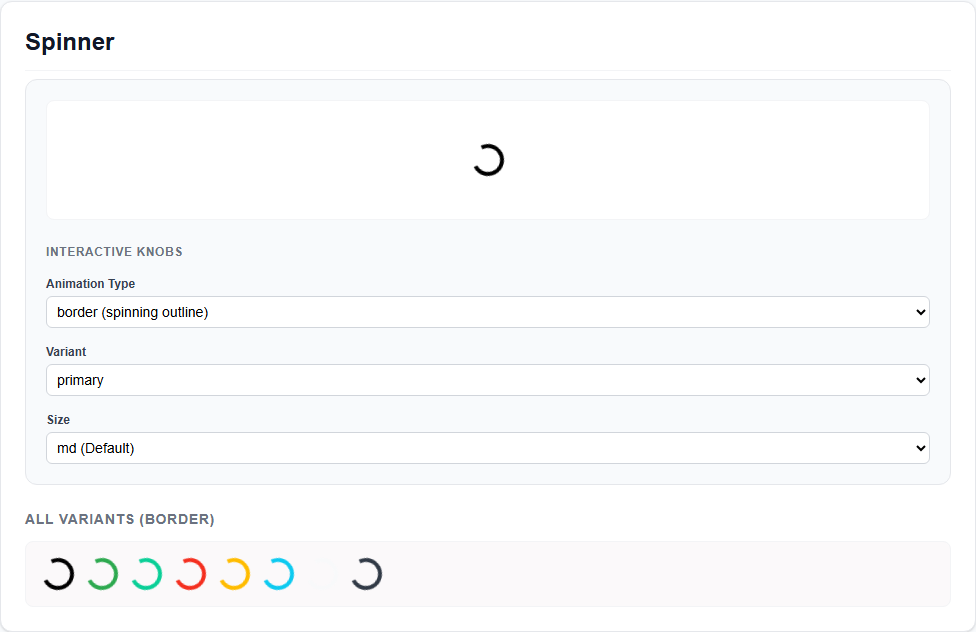 Spinner
INTERACTIVE KNOBS
Animation Type
border (spinning outline)
Variant
primary
Size
md (Default)
ALL VARIANTS (BORDER)